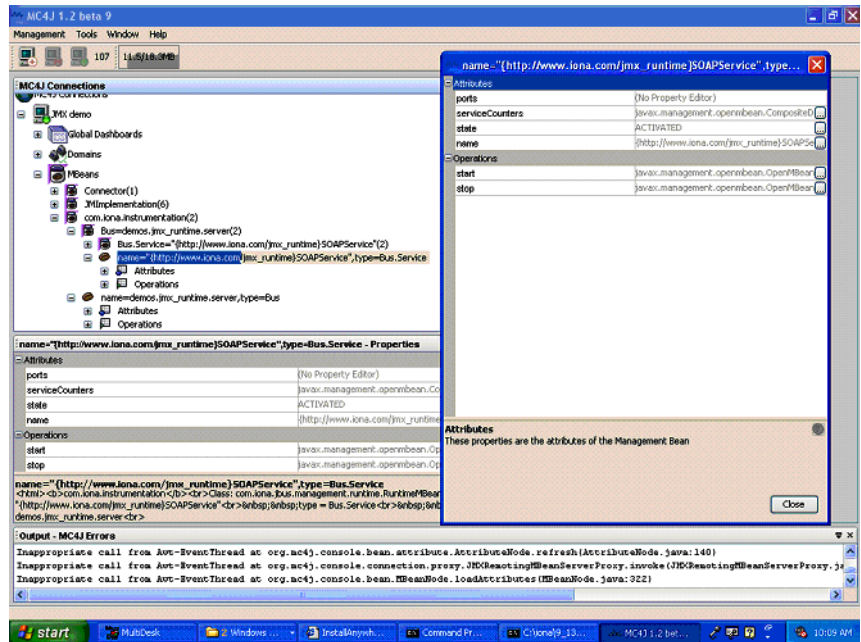 MC4J 1.2 beta 9
Management Tools Window Help
107 11.5/18.3MB
MC4J Connections
MC4J Connections
JMX demo
Global Dashboards
Domains
MBeans
Connector(1)
JMImplementation(6)
com.iona.instrumentation(2)
Bus=demos.jmx_runtime.server(2)
Bus.Service="{http://www.iona.com/jmx_runtime}SOAPService"(2)
name="{http://www.iona.com/jmx_runtime}SOAPService",type=Bus.Service
Attributes
Operations
name=demos.jmx_runtime.server,type=Bus
Attributes
Operations
name="{http://www.iona.com/jmx_runtime}SOAPService",type=Bus.Service - Properties
Attributes
ports (No Property Editor)
serviceCounters javax.management.openmbean.Co
state ACTIVATED
name {http://www.iona.com/jmx_runtime
Operations
start javax.management.openmbean.Op
stop javax.management.openmbean.Op
name="{http://www.iona.com/jmx_runtime}SOAPService",type=Bus.Service
<html><b>com.iona.instrumentation</b><br>Class: com.iona.jbus.management.runtime.RuntimeMBean
"{http://www.iona.com/jmx_runtime}SOAPService"<br>&nbsp;&nbsp;type = Bus.Service<br>&nbsp;&nb
demos.jmx_runtime.server<br>
name="{http://www.iona.com/jmx_runtime}SOAPService",type...
Attributes
ports (No Property Editor)
serviceCounters javax.management.openmbean.CompositeD ...
state ACTIVATED ...
name {http://www.iona.com/jmx_runtime}SOAPSe ...
Operations
start javax.management.openmbean.OpenMBean ...
stop javax.management.openmbean.OpenMBean ...
Attributes
These properties are the attributes of the Management Bean
Close
Output - MC4J Errors
Inappropriate call from Awt-EventThread at org.mc4j.console.bean.attribute.AttributeNode.refresh(AttributeNode.java:140)
Inappropriate call from Awt-EventThread at org.mc4j.console.connection.proxy.JMXRemotingMBeanServerProxy.invoke(JMXRemotingMBeanServerProxy.ja
Inappropriate call from Awt-EventThread at org.mc4j.console.bean.MBeanNode.loadAttributes(MBeanNode.java:322)
start MultiDesk 2 Windows ... InstallAnywh... Command Pr... C:\iona\9_13... MC4J 1.2 bet... 10:09 AM